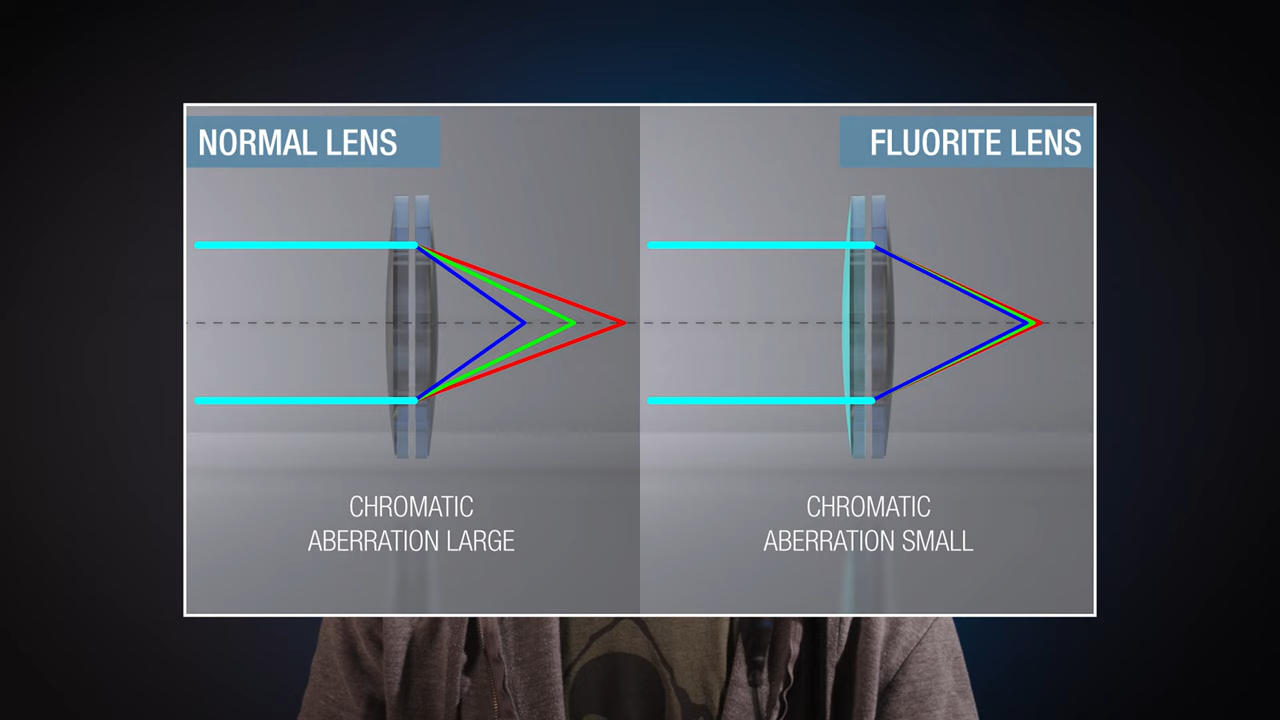 NORMAL LENS
FLUORITE LENS
CHROMATIC
ABERRATION LARGE
CHROMATIC
ABERRATION SMALL